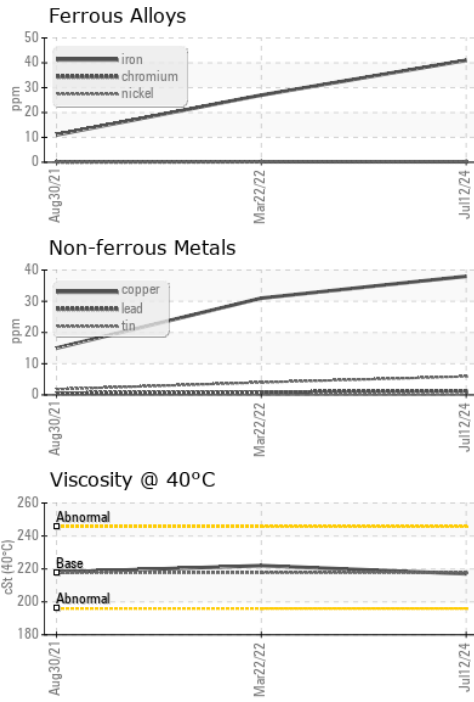 Ferrous Alloys
50
40
30
20
10
0
ppm
iron
chromium
nickel
Aug30/21
Mar22/22
Jul12/24
Non-ferrous Metals
40
30
20
10
0
ppm
copper
lead
tin
Aug30/21
Mar22/22
Jul12/24
Viscosity @ 40°C
260
240
220
200
180
cSt (40°C)
Abnormal
Base
Abnormal
Aug30/21
Mar22/22
Jul12/24